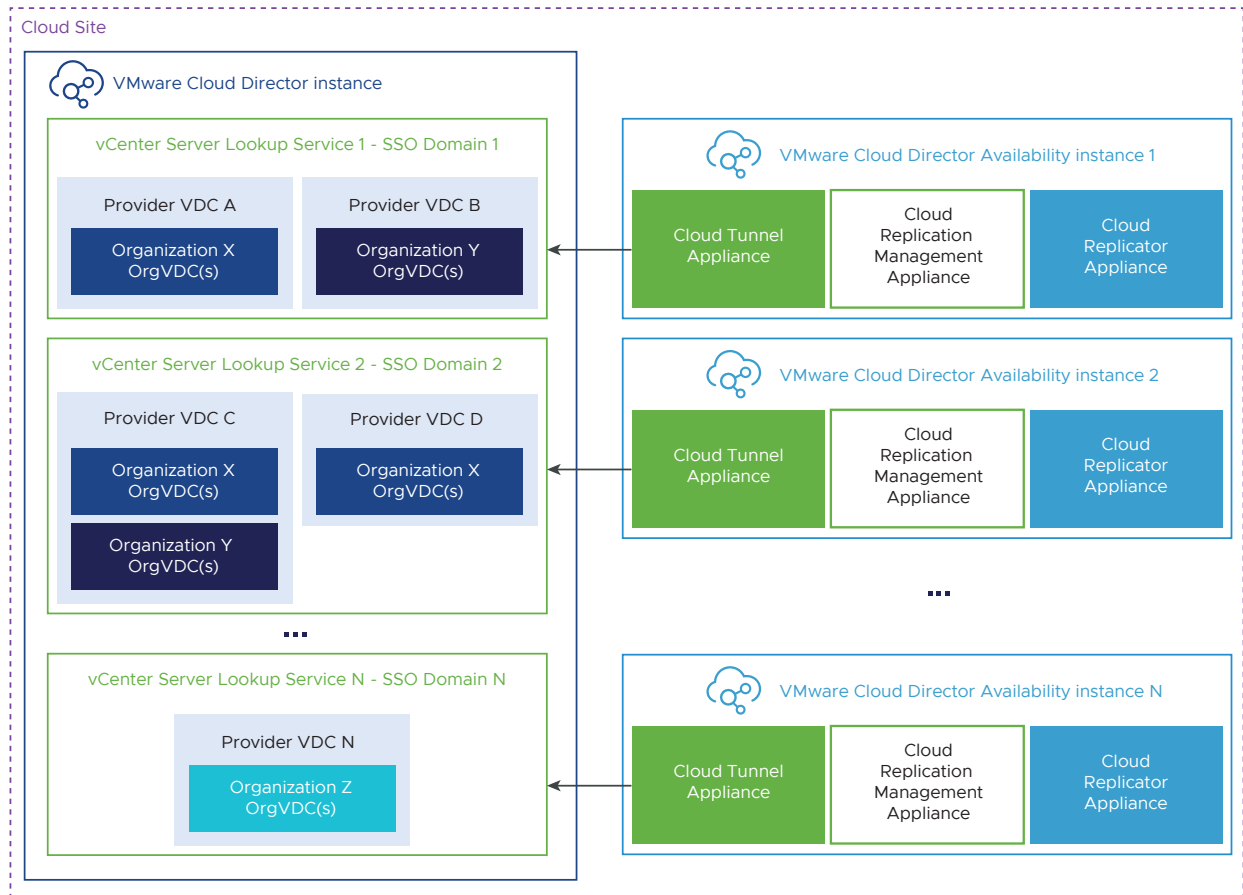 Cloud Site
VMware Cloud Director instance
vCenter Server Lookup Service 1 - SSO Domain 1
Provider VDC A
Organization X
OrgVDC(s)
Provider VDC B
Organization Y
OrgVDC(s)
VMware Cloud Director Availability instance 1
Cloud Tunnel
Appliance
Cloud
Replication
Management
Appliance
Cloud
Replicator
Appliance
vCenter Server Lookup Service 2 - SSO Domain 2
Provider VDC C
Organization X
OrgVDC(s)
Organization Y
OrgVDC(s)
Provider VDC D
Organization X
OrgVDC(s)
VMware Cloud Director Availability instance 2
Cloud Tunnel
Appliance
Cloud
Replication
Management
Appliance
Cloud
Replicator
Appliance
...
...
vCenter Server Lookup Service N - SSO Domain N
Provider VDC N
Organization Z
OrgVDC(s)
VMware Cloud Director Availability instance N
Cloud Tunnel
Appliance
Cloud
Replication
Management
Appliance
Cloud
Replicator
Appliance